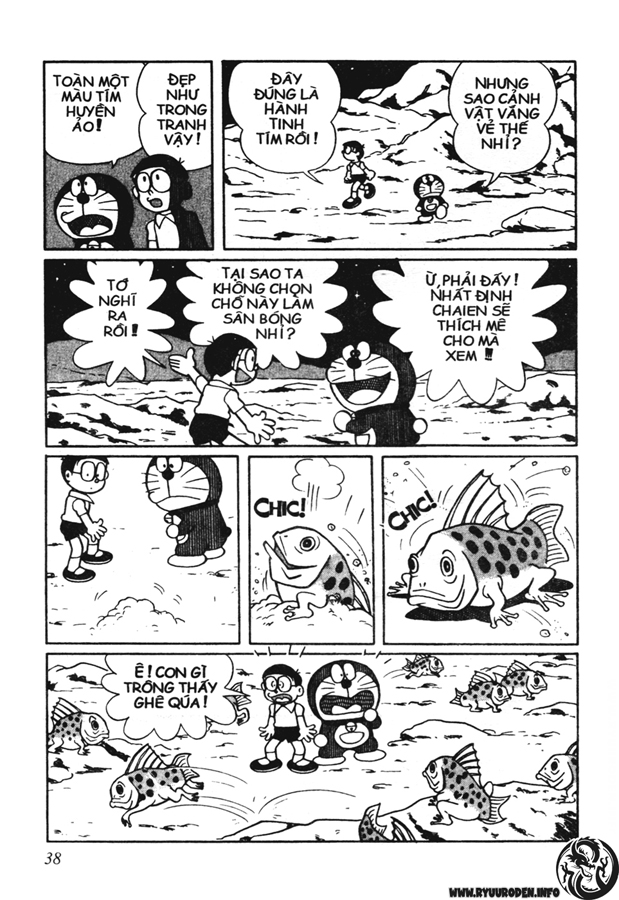 TOÀN MỘT
MÀU TÍM
HUYỀN
ẢO!
ĐẸP
NHƯ
TRONG
TRANH
VẬY!
ĐÂY
ĐÚNG LÀ
HÀNH
TINH
TÍM RỒI!
NHƯNG
SAO CẢNH
VẬT VẮNG
VẺ THẾ
NHỈ?
TỚ
NGHĨ
RA
RỒI!!
TẠI SAO TA
KHÔNG CHỌN
CHỖ NÀY LÀM
SÂN BÓNG
NHỈ?
Ừ, PHẢI ĐẤY!
NHẤT ĐỊNH
CHAIEN SẼ
THÍCH MÊ
CHO MÀ
XEM !!!
CHIC!
CHIC!
Ê! CON GÌ
TRÔNG THẤY
GHÊ QÚA!
38
WWW.RYUURODEN.INFO